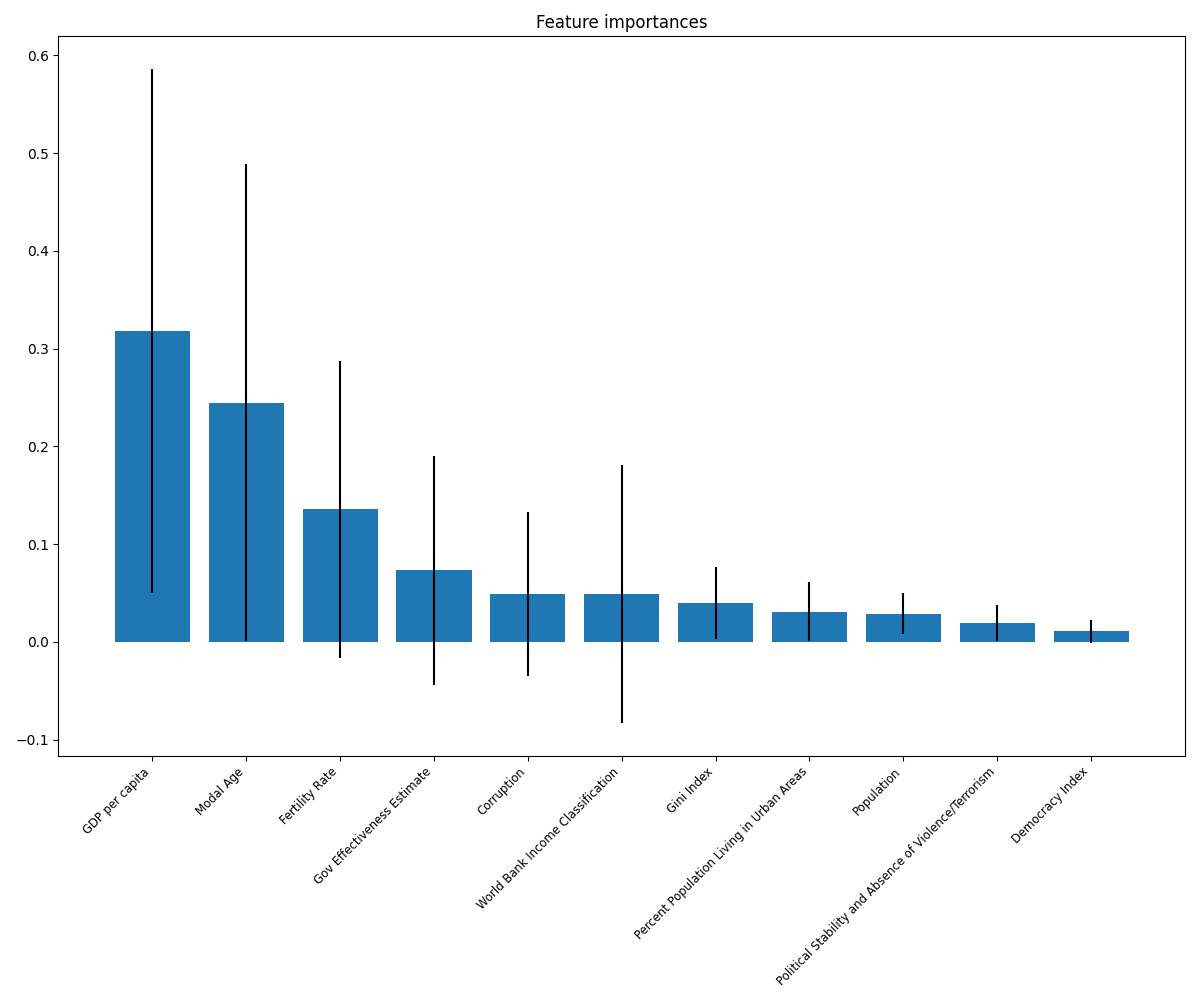 Feature importances
0.6
0.5
0.4
0.3
0.2
0.1
0.0
−0.1
GDP per capita
Modal Age
Fertility Rate
Gov Effectiveness Estimate
Corruption
World Bank Income Classification
Gini Index
Percent Population Living in Urban Areas
Population
Political Stability and Absence of Violence/Terrorism
Democracy Index